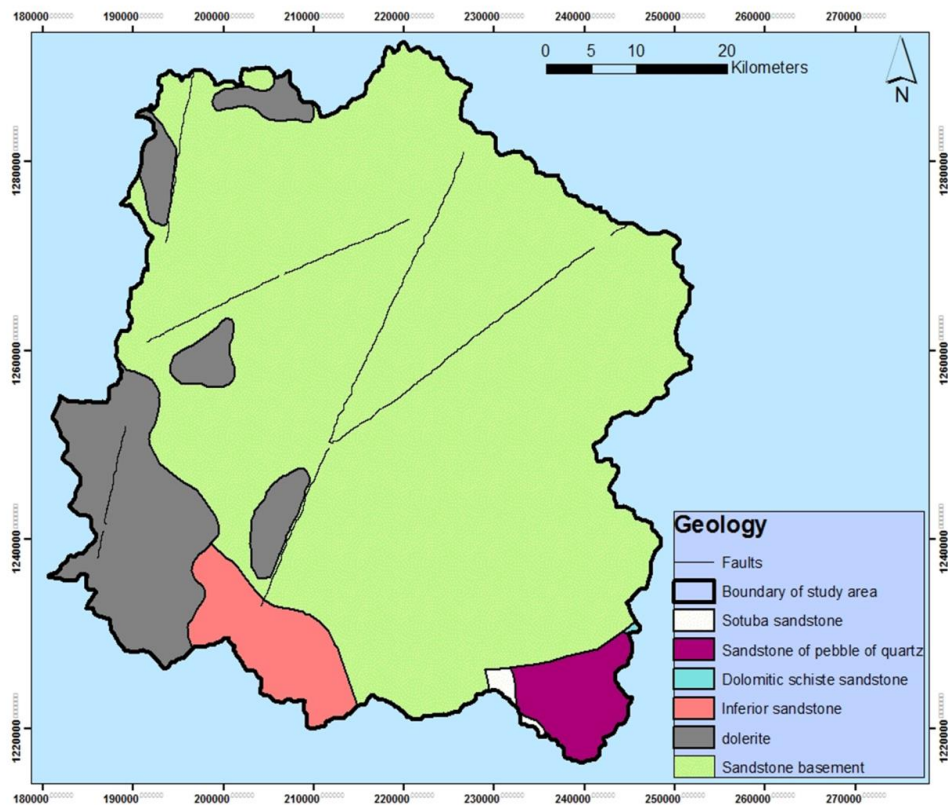 180000 190000 200000 210000 220000 230000 240000 250000 260000 270000
0 5 10 20
Kilometers
N
1280000 1280000
1260000 1260000
1240000 1240000
1220000 1220000
Geology
Faults
Boundary of study area
Sotuba sandstone
Sandstone of pebble of quartz
Dolomitic schiste sandstone
Inferior sandstone
dolerite
Sandstone basement
180000 190000 200000 210000 220000 230000 240000 250000 260000 270000